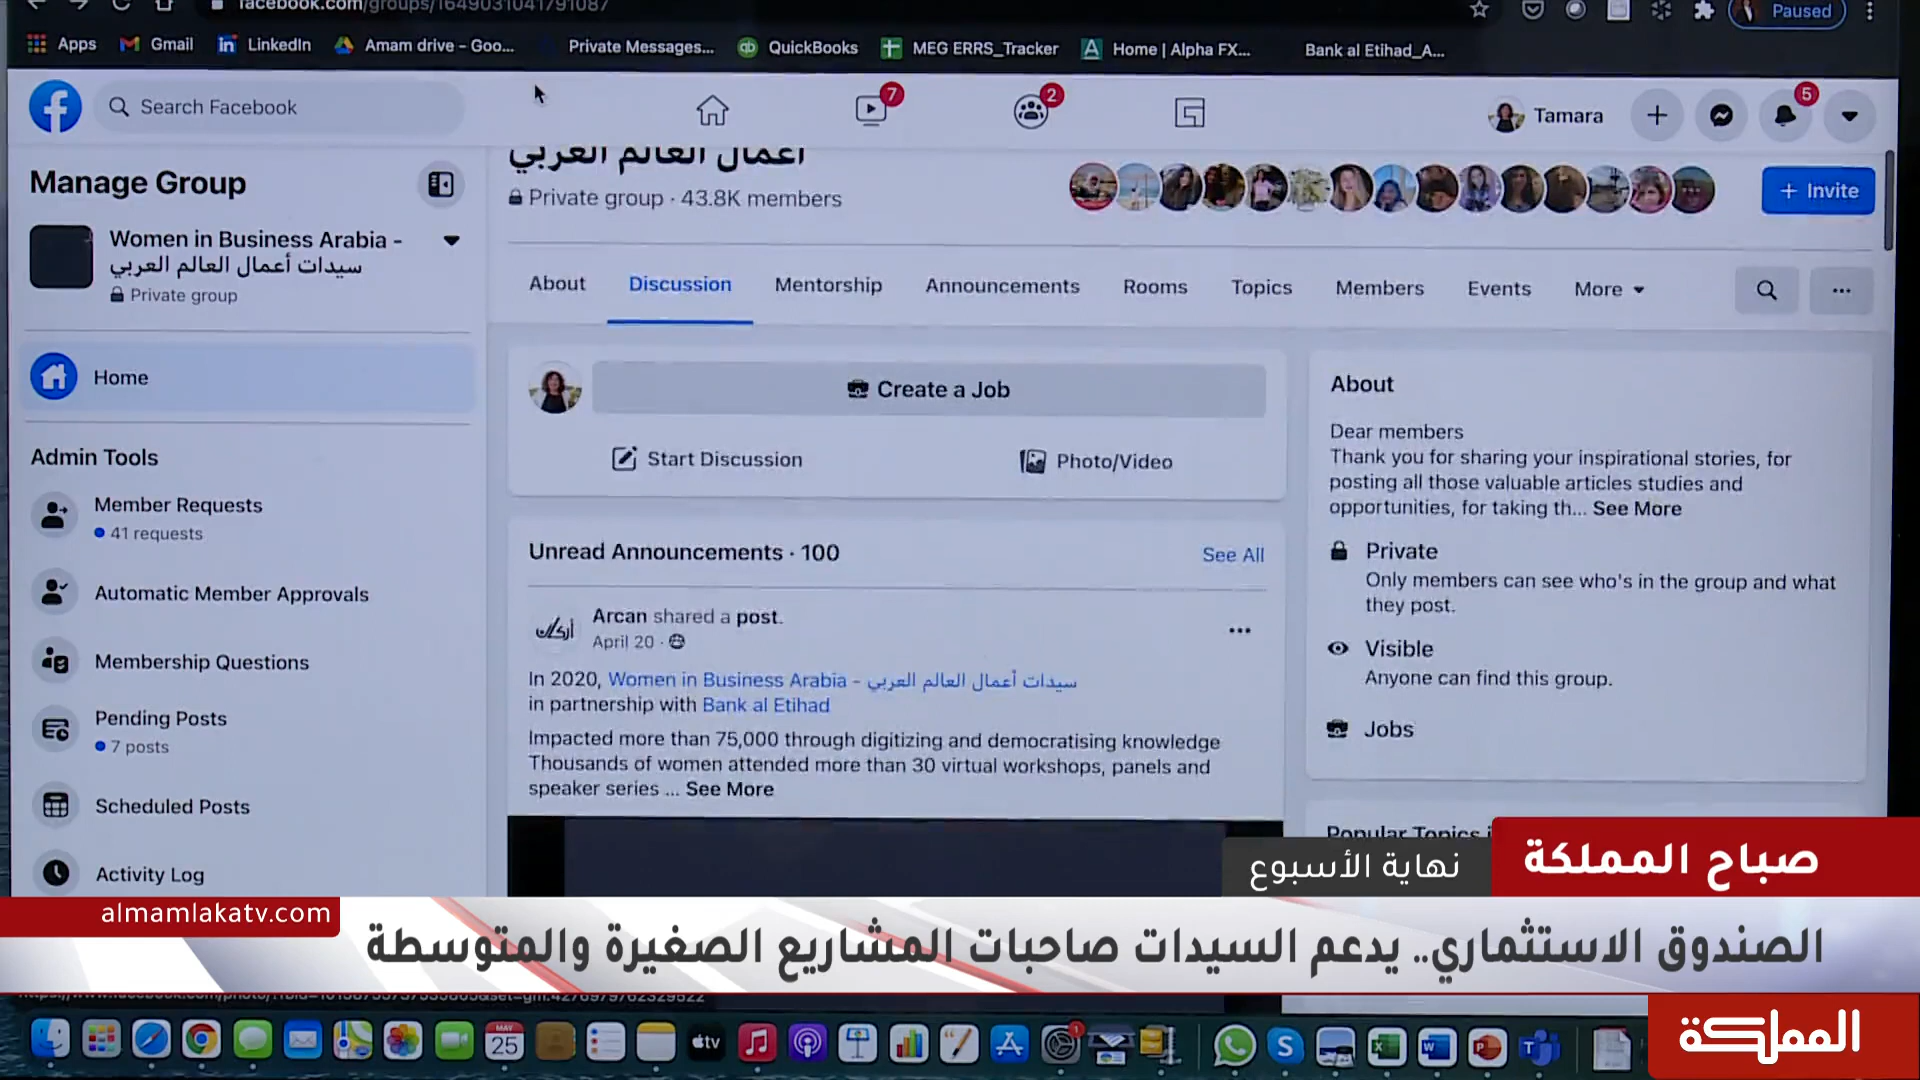 facebook.com/groups/1649031041791087
Paused
Apps
Gmail
LinkedIn
Amam drive - Goo...
Private Messages...
QuickBooks
MEG ERRS_Tracker
Home | Alpha FX...
Bank al Etihad_A...
Search Facebook
7
2
Tamara
5
Manage Group
أعمال العالم العربي
Private group · 43.8K members
+ Invite
Women in Business Arabia -
سيدات أعمال العالم العربي
Private group
About
Discussion
Mentorship
Announcements
Rooms
Topics
Members
Events
More
Home
Create a Job
Start Discussion
Photo/Video
Admin Tools
Member Requests
41 requests
Automatic Member Approvals
Membership Questions
Pending Posts
7 posts
Scheduled Posts
Activity Log
Unread Announcements · 100
See All
Arcan shared a post.
April 20 ·
أركان
In 2020, Women in Business Arabia - سيدات أعمال العالم العربي
in partnership with Bank al Etihad
Impacted more than 75,000 through digitizing and democratising knowledge
Thousands of women attended more than 30 virtual workshops, panels and
speaker series ... See More
About
Dear members
Thank you for sharing your inspirational stories, for
posting all those valuable articles studies and
opportunities, for taking th... See More
Private
Only members can see who's in the group and what
they post.
Visible
Anyone can find this group.
Jobs
Popular Topics i
صباح المملكة
نهاية الأسبوع
almamlakatv.com
الصندوق الاستثماري.. يدعم السيدات صاحبات المشاريع الصغيرة والمتوسطة
MAY
25
tv
1
المملكة